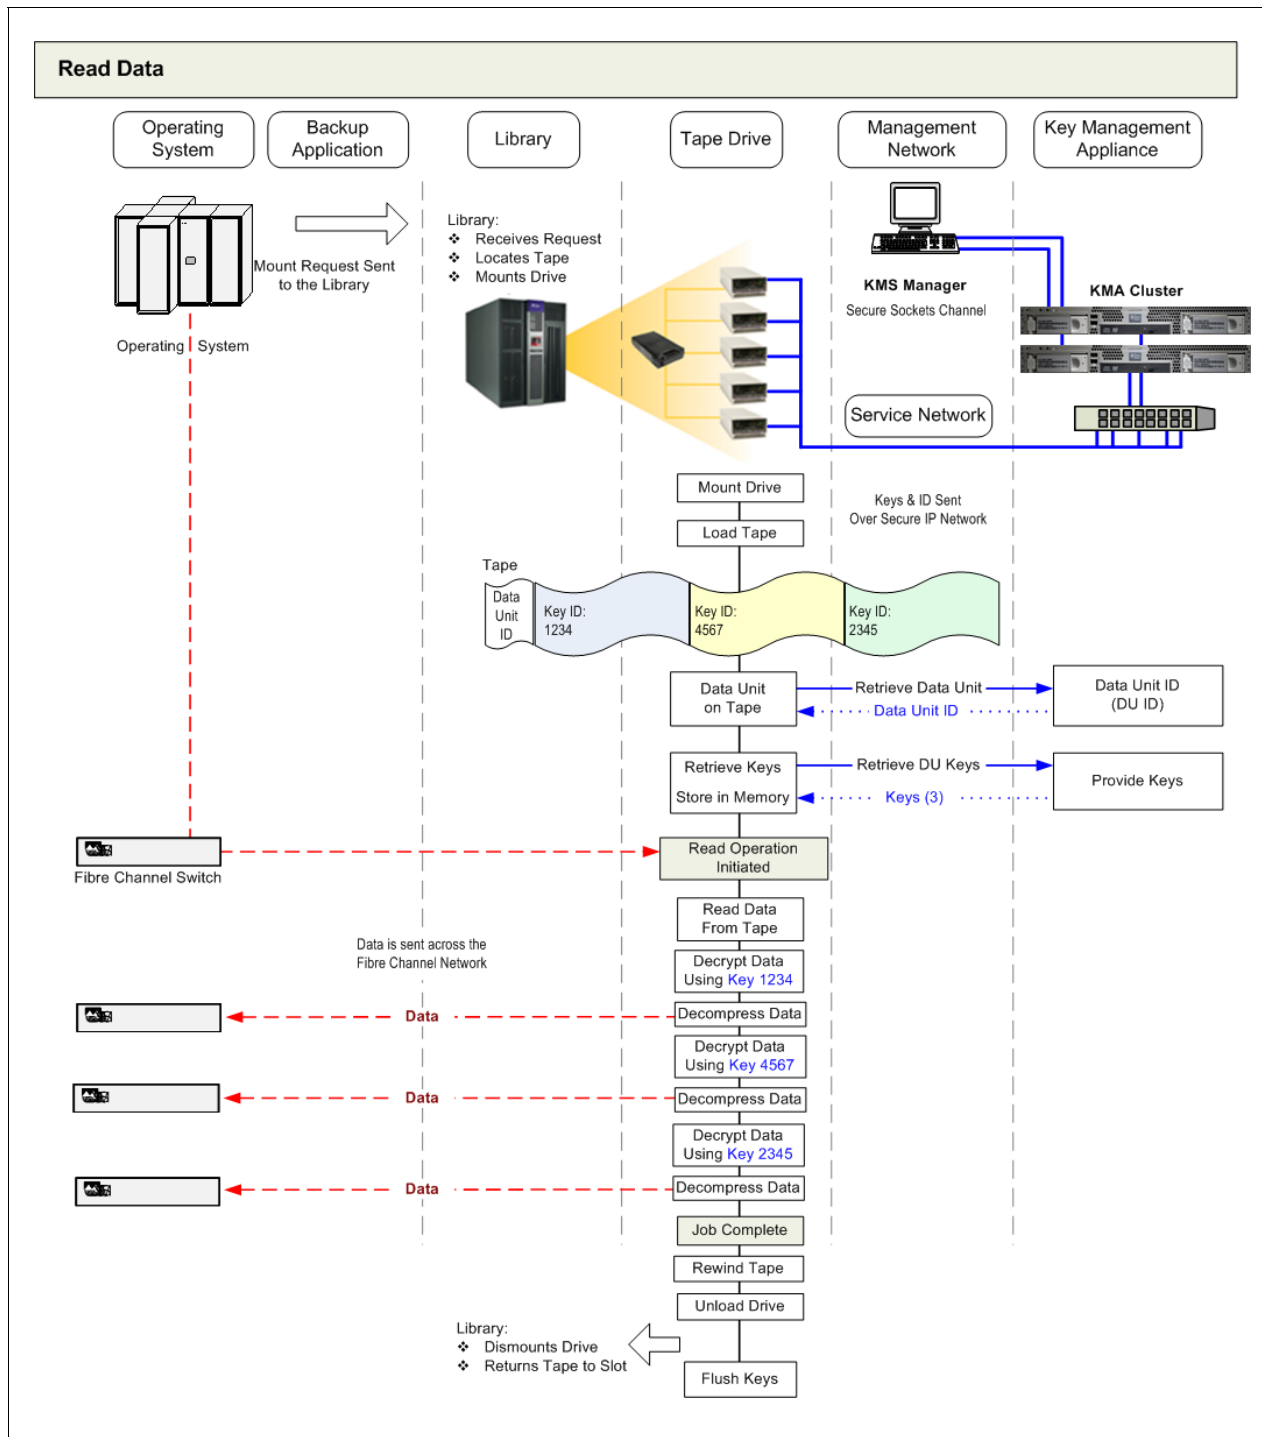 Read Data
Operating
System
Backup
Application
Library
Tape Drive
Management
Network
Key Management
Appliance
Mount Request Sent
to the Library
Operating System
Library:
❖ Receives Request
❖ Locates Tape
❖ Mounts Drive
KMS Manager
Secure Sockets Channel
KMA Cluster
Service Network
Mount Drive
Keys & ID Sent
Over Secure IP Network
Load Tape
Tape
Data
Unit
ID
Key ID:
1234
Key ID:
4567
Key ID:
2345
Data Unit
on Tape
Retrieve Data Unit
Data Unit ID
Data Unit ID
(DU ID)
Retrieve Keys
Store in Memory
Retrieve DU Keys
Keys (3)
Provide Keys
Fibre Channel Switch
Read Operation
Initiated
Read Data
From Tape
Data is sent across the
Fibre Channel Network
Decrypt Data
Using Key 1234
Data
Decompress Data
Decrypt Data
Using Key 4567
Data
Decompress Data
Decrypt Data
Using Key 2345
Data
Decompress Data
Job Complete
Rewind Tape
Unload Drive
Library:
❖ Dismounts Drive
❖ Returns Tape to Slot
Flush Keys